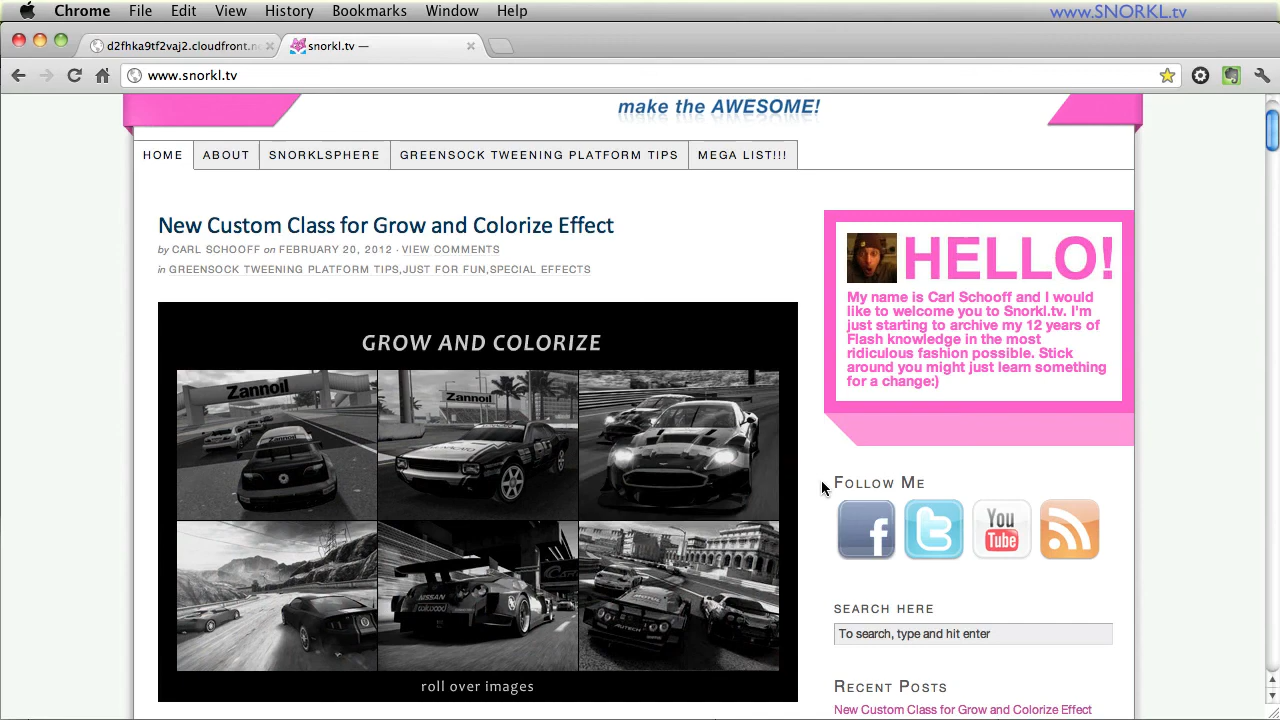 Chrome File Edit View History Bookmarks Window Help
www.SNORKL.tv
d2fhka9tf2vaj2.cloudfront.n
snorkl.tv —
www.snorkl.tv
make the AWESOME!
HOME ABOUT SNORKLSPHERE GREENSOCK TWEENING PLATFORM TIPS MEGA LIST!!!
New Custom Class for Grow and Colorize Effect
by CARL SCHOOFF on FEBRUARY 20, 2012 · VIEW COMMENTS
in GREENSOCK TWEENING PLATFORM TIPS,JUST FOR FUN,SPECIAL EFFECTS
GROW AND COLORIZE
Zannoil
Zannoil
NISSAN
AUTECH
roll over images
HELLO!
My name is Carl Schooff and I would
like to welcome you to Snorkl.tv. I'm
just starting to archive my 12 years of
Flash knowledge in the most
ridiculous fashion possible. Stick
around you might just learn something
for a change:)
FOLLOW ME
f
t
You
Tube
SEARCH HERE
To search, type and hit enter
RECENT POSTS
New Custom Class for Grow and Colorize Effect